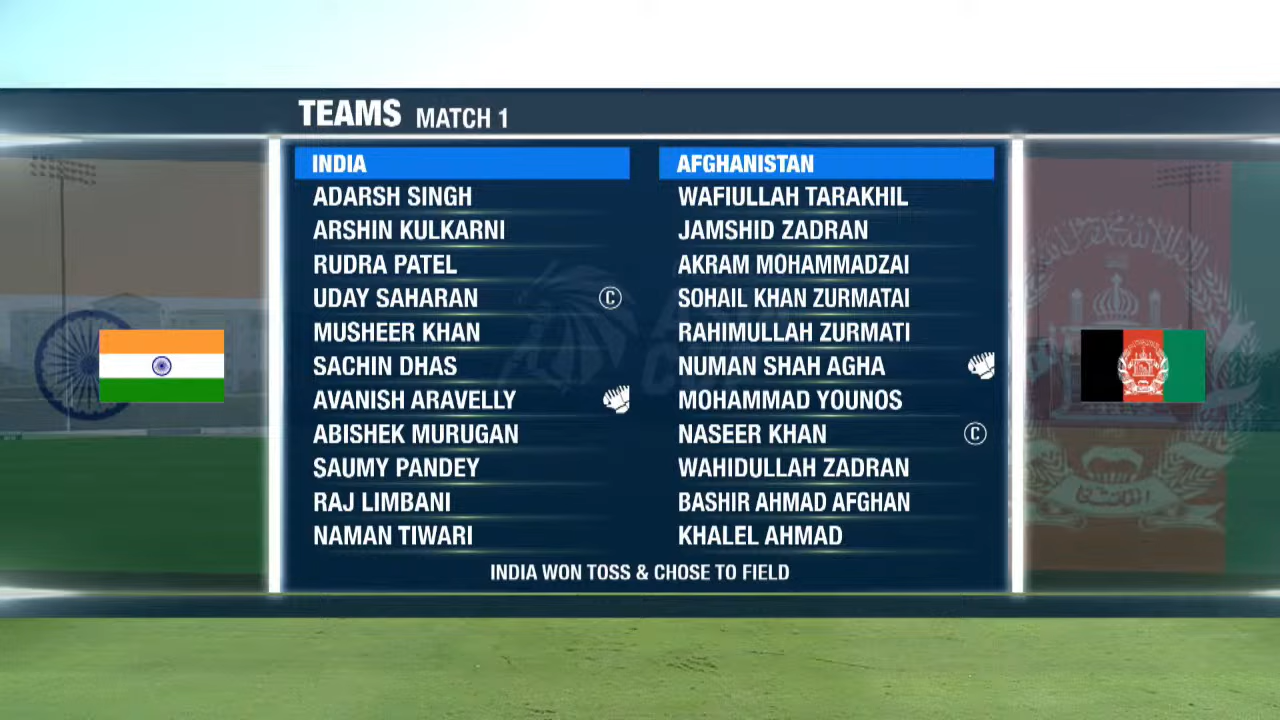 TEAMS MATCH 1
INDIA
ADARSH SINGH
ARSHIN KULKARNI
RUDRA PATEL
UDAY SAHARAN C
MUSHEER KHAN
SACHIN DHAS
AVANISH ARAVELLY
ABISHEK MURUGAN
SAUMY PANDEY
RAJ LIMBANI
NAMAN TIWARI
AFGHANISTAN
WAFIULLAH TARAKHIL
JAMSHID ZADRAN
AKRAM MOHAMMADZAI
SOHAIL KHAN ZURMATAI
RAHIMULLAH ZURMATI
NUMAN SHAH AGHA
MOHAMMAD YOUNOS
NASEER KHAN C
WAHIDULLAH ZADRAN
BASHIR AHMAD AFGHAN
KHALEL AHMAD
INDIA WON TOSS & CHOSE TO FIELD